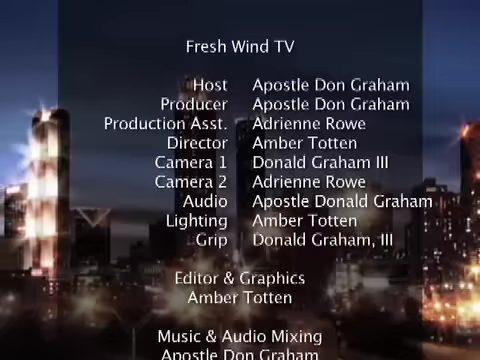 Fresh Wind TV
Host Apostle Don Graham
Producer Apostle Don Graham
Production Asst. Adrienne Rowe
Director Amber Totten
Camera 1 Donald Graham III
Camera 2 Adrienne Rowe
Audio Apostle Donald Graham
Lighting Amber Totten
Grip Donald Graham, III
Editor & Graphics
Amber Totten
Music & Audio Mixing
Apostle Don Graham